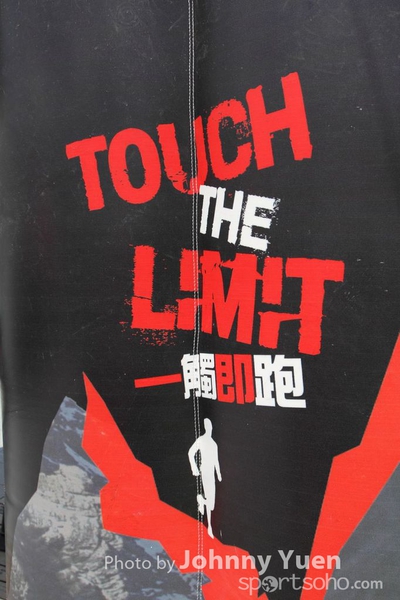 TOUCH
THE
LIMIT
一觸即跑
Photo by Johnny Yuen
sportsoho.com